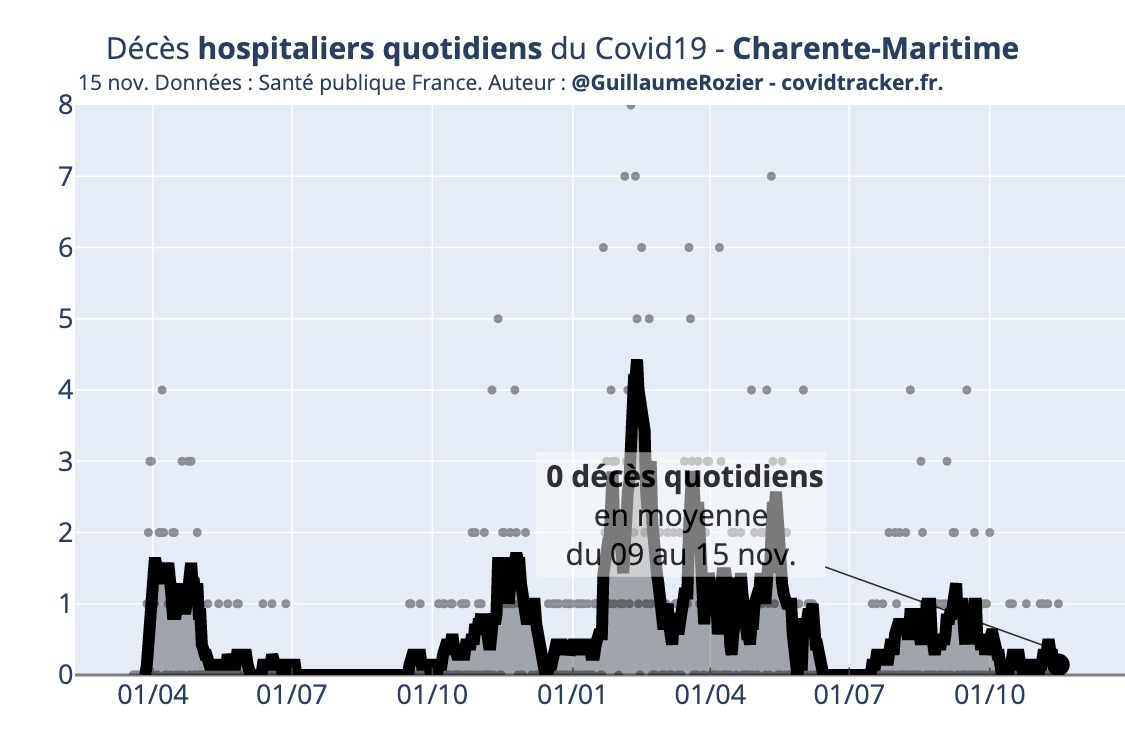 Décès hospitaliers quotidiens du Covid19 - Charente-Maritime
15 nov. Données : Santé publique France. Auteur : @GuillaumeRozier - covidtracker.fr.
8
7
6
5
4
3
2
1
0
0 décès quotidiens
en moyenne
du 09 au 15 nov.
01/04 01/07 01/10 01/01 01/04 01/07 01/10